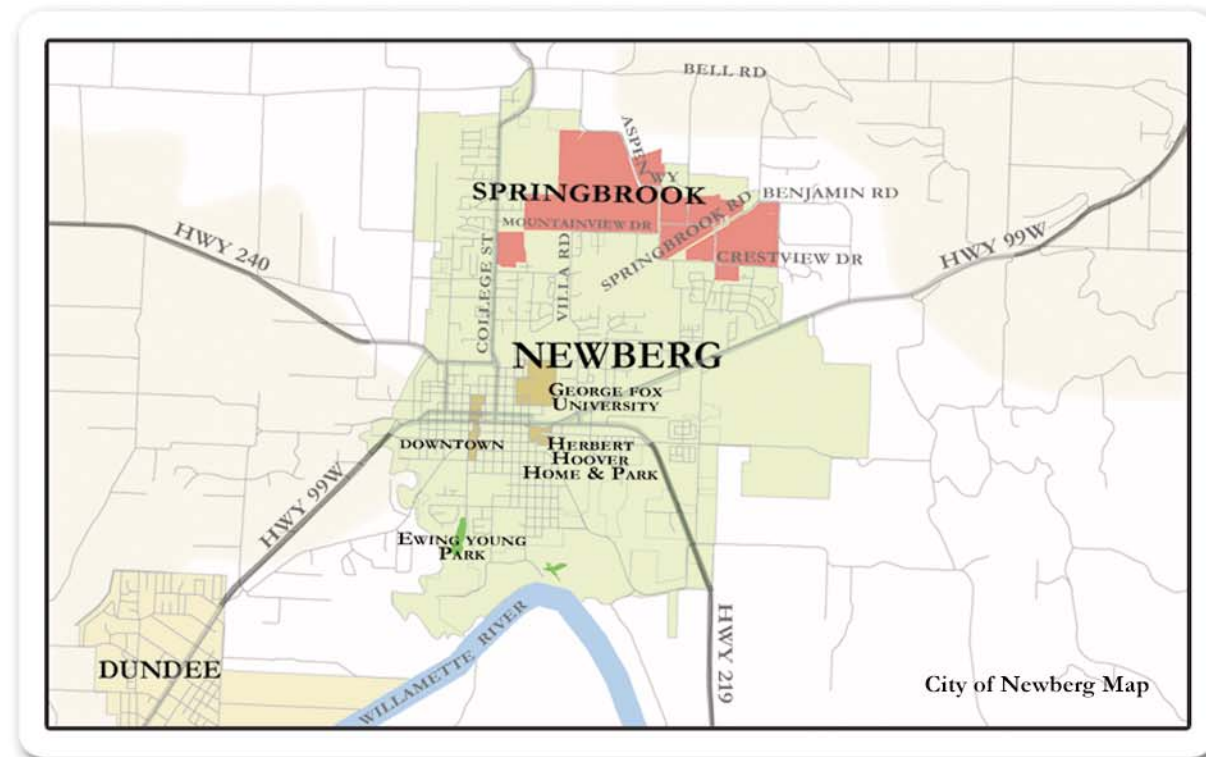 BELL RD
ASPEN WY
SPRINGBROOK
BENJAMIN RD
MOUNTAINVIEW DR
SPRINGBROOK RD
HWY 240
COLLEGE ST
VILLA RD
CRESTVIEW DR
HWY 99W
NEWBERG
GEORGE FOX
UNIVERSITY
DOWNTOWN
HERBERT
HOOVER
HOME & PARK
HWY 99W
EWING YOUNG
PARK
WILLAMETTE RIVER
HWY 219
DUNDEE
City of Newberg Map